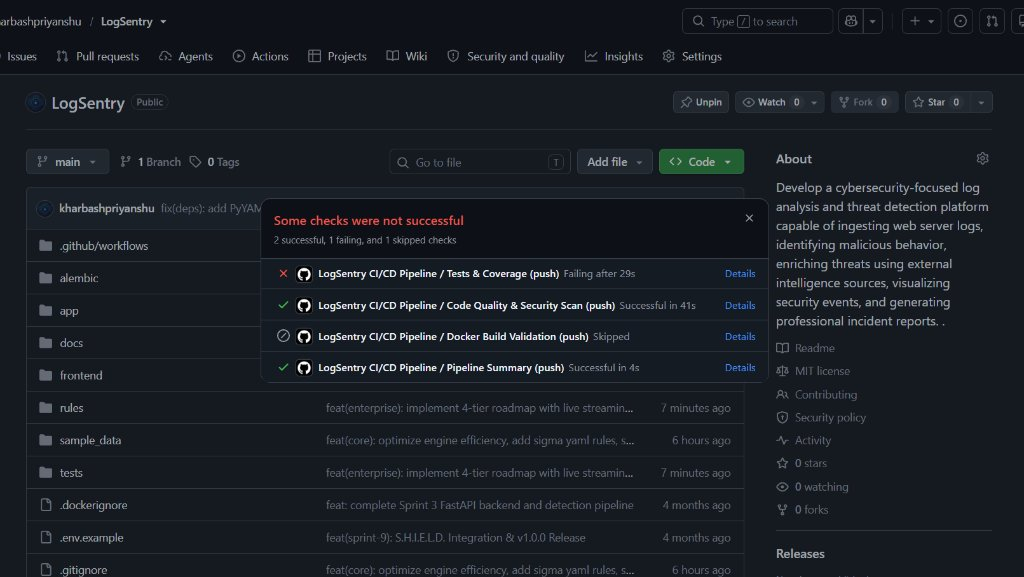 arbashpriyanshu / LogSentry
Type / to search
Issues Pull requests Agents Actions Projects Wiki Security and quality Insights Settings
LogSentry Public
Unpin Watch 0 Fork 0 Star 0
main 1 Branch 0 Tags Go to file T Add file Code
kharbashpriyanshu fix(deps): add PyYAM
Some checks were not successful
2 successful, 1 failing, and 1 skipped checks
LogSentry CI/CD Pipeline / Tests & Coverage (push) Failing after 29s Details
LogSentry CI/CD Pipeline / Code Quality & Security Scan (push) Successful in 41s Details
LogSentry CI/CD Pipeline / Docker Build Validation (push) Skipped Details
LogSentry CI/CD Pipeline / Pipeline Summary (push) Successful in 4s Details
.github/workflows
alembic
app
docs
frontend
rules feat(enterprise): implement 4-tier roadmap with live streamin... 7 minutes ago
sample_data feat(core): optimize engine efficiency, add sigma yaml rules, s... 6 hours ago
tests feat(enterprise): implement 4-tier roadmap with live streamin... 7 minutes ago
.dockerignore feat: complete Sprint 3 FastAPI backend and detection pipeline 4 months ago
.env.example feat(sprint-9): S.H.I.E.L.D. Integration & v1.0.0 Release 4 months ago
.gitignore feat(core): optimize engine efficiency, add sigma yaml rules, s... 6 hours ago
About
Develop a cybersecurity-focused log
analysis and threat detection platform
capable of ingesting web server logs,
identifying malicious behavior,
enriching threats using external
intelligence sources, visualizing
security events, and generating
professional incident reports. .
Readme
MIT license
Contributing
Security policy
Activity
0 stars
0 watching
0 forks
Releases